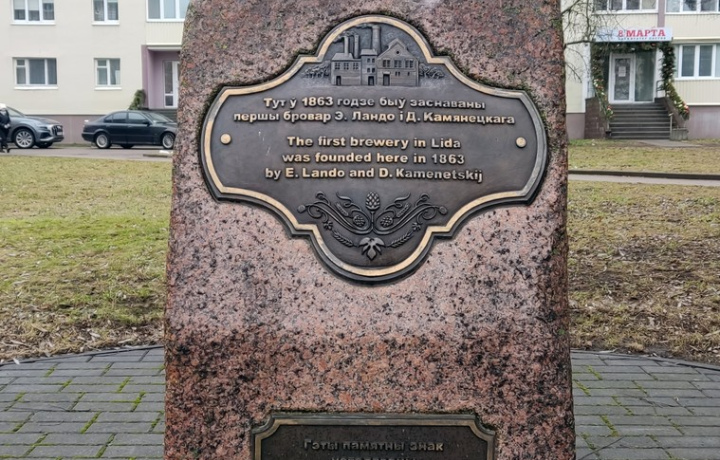 8 МАРТА
Тут у 1863 годзе быў заснаваны
першы бровар Э. Ландо і Д. Камянецкага
The first brewery in Lida
was founded here in 1863
by E. Lando and D. Kamenetskij
Гэты памятны знак